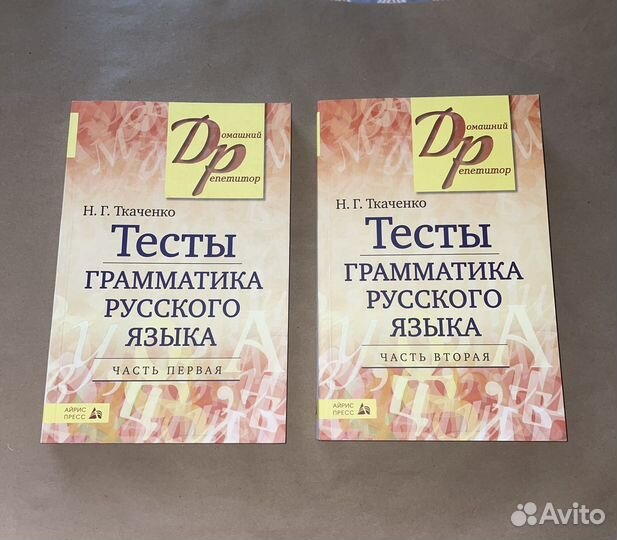 Домашний
Репетитор
Н. Г. Ткаченко
Тесты
ГРАММАТИКА
РУССКОГО
ЯЗЫКА
ЧАСТЬ ПЕРВАЯ
АЙРИС
ПРЕСС
Домашний
Репетитор
Н. Г. Ткаченко
Тесты
ГРАММАТИКА
РУССКОГО
ЯЗЫКА
ЧАСТЬ ВТОРАЯ
АЙРИС
ПРЕСС
Avito